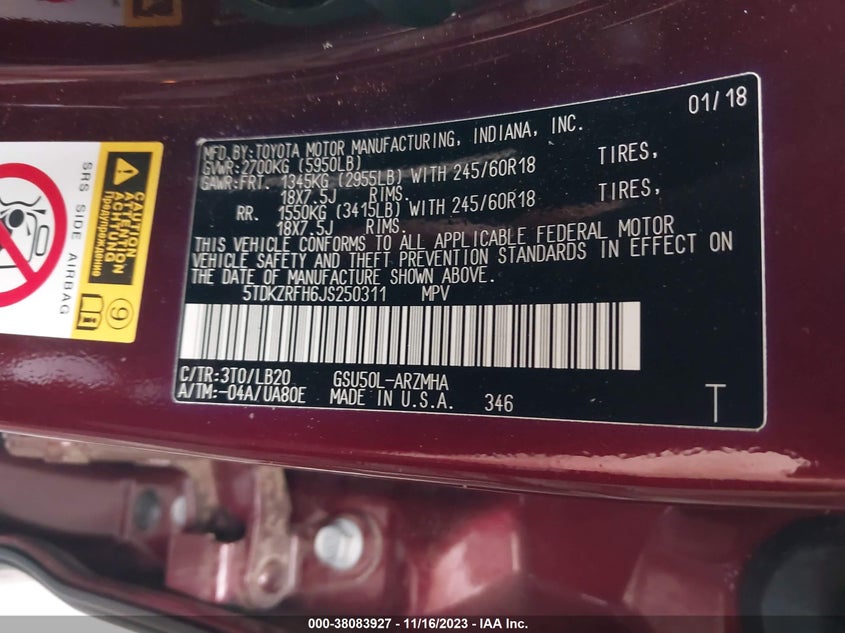 01/18
MFD.BY:TOYOTA MOTOR MANUFACTURING, INDIANA, INC.
GVWR:2700KG (5950LB)
GAWR:FRT. 1345KG (2955LB) WITH 245/60R18 TIRES,
18X7.5J RIMS.
RR. 1550KG (3415LB) WITH 245/60R18 TIRES,
18X7.5J RIMS.
THIS VEHICLE CONFORMS TO ALL APPLICABLE FEDERAL MOTOR
VEHICLE SAFETY AND THEFT PREVENTION STANDARDS IN EFFECT ON
THE DATE OF MANUFACTURE SHOWN ABOVE.
5TDKZRFH6JS250311 MPV
C/TR:3T0/LB20 GSU50L-ARZMHA
A/TM:-04A/UA80E MADE IN U.S.A. 346
T
SRS SIDE AIRBAG
CAUTION
ATTENTION
ACHTUNG
Предупреждение
9
000-38083927 - 11/16/2023 - IAA Inc.